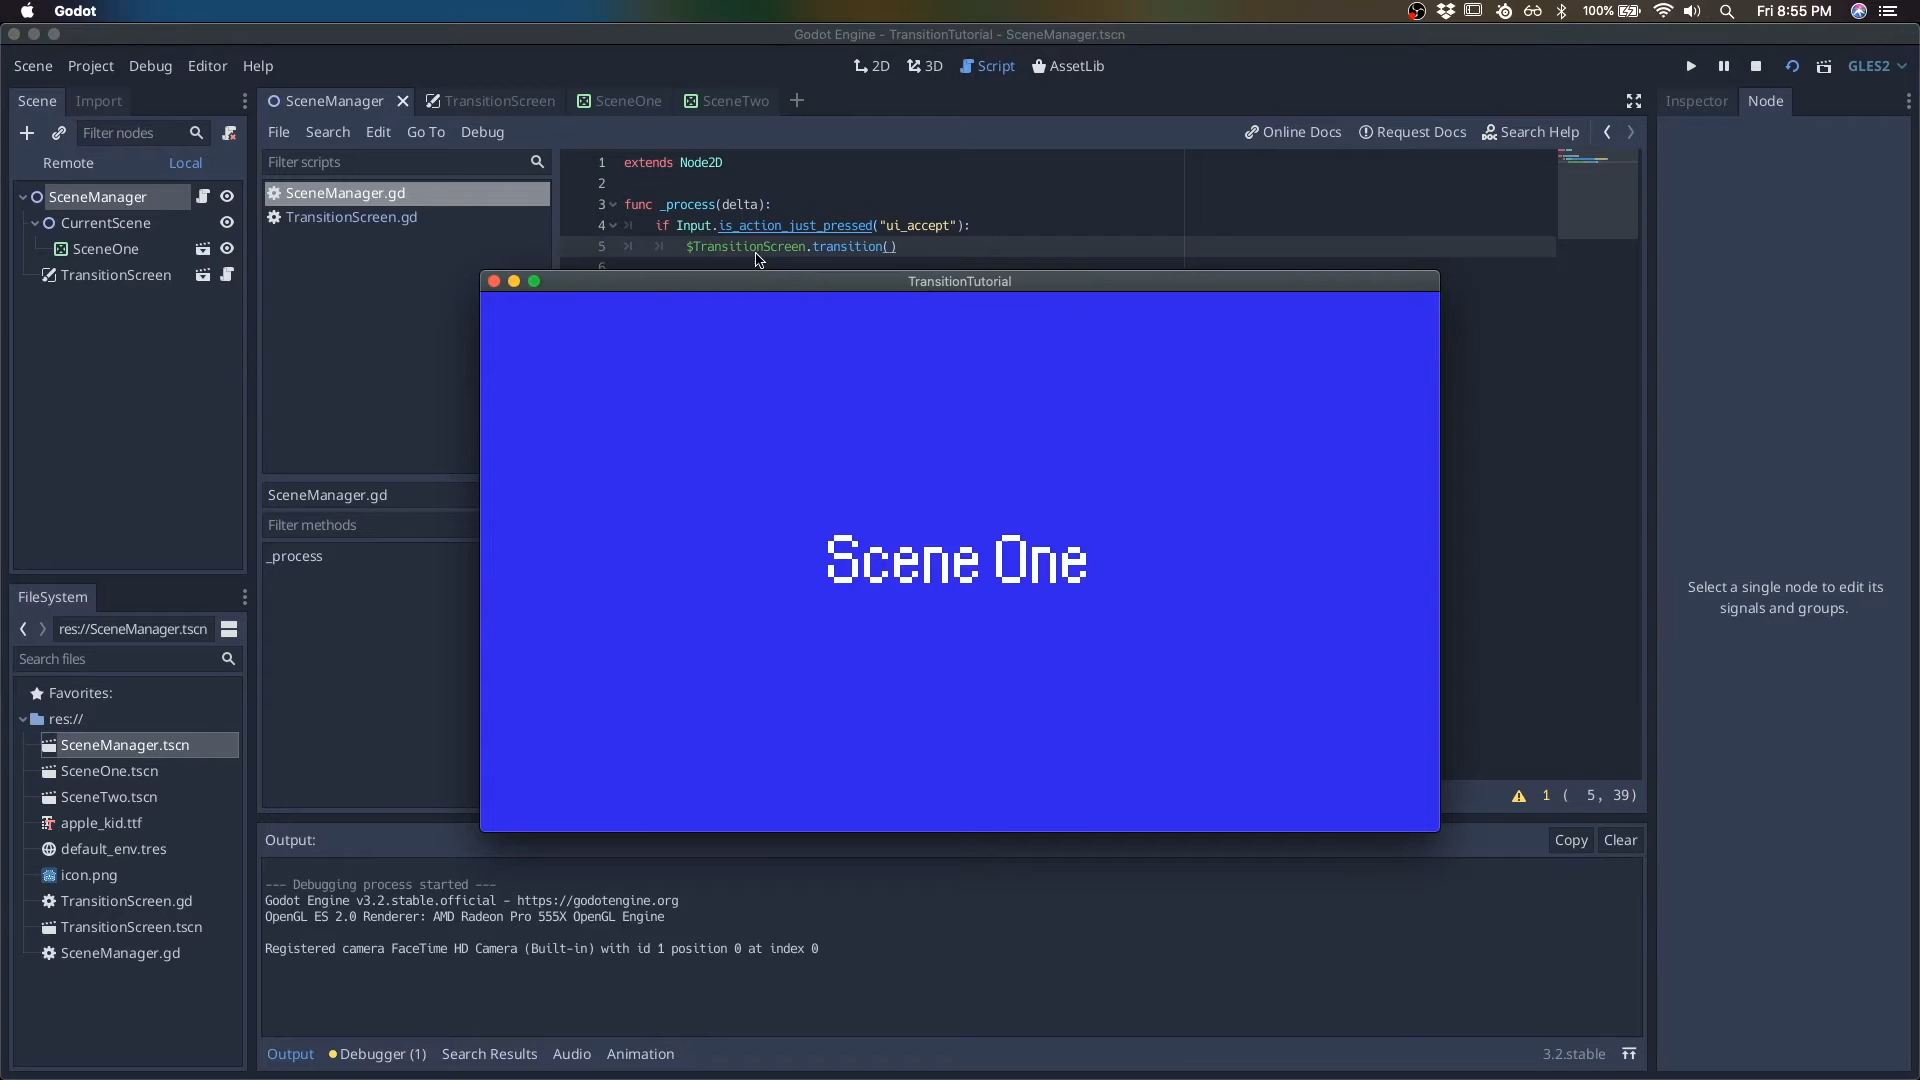 Godot
100%
Fri 8:55 PM
Godot Engine - TransitionTutorial - SceneManager.tscn
Scene Project Debug Editor Help
2D 3D Script AssetLib
GLES2
Scene Import
SceneManager TransitionScreen SceneOne SceneTwo
Inspector Node
Filter nodes
File Search Edit Go To Debug
Online Docs Request Docs Search Help
Remote Local
Filter scripts
SceneManager
CurrentScene
SceneOne
TransitionScreen
SceneManager.gd
TransitionScreen.gd
1 extends Node2D
2
3 func _process(delta):
4 if Input.is_action_just_pressed("ui_accept"):
5 $TransitionScreen.transition()
6
TransitionTutorial
Scene One
SceneManager.gd
Filter methods
_process
Select a single node to edit its
signals and groups.
FileSystem
res://SceneManager.tscn
Search files
Favorites:
res://
SceneManager.tscn
SceneOne.tscn
SceneTwo.tscn
apple_kid.ttf
default_env.tres
icon.png
TransitionScreen.gd
TransitionScreen.tscn
SceneManager.gd
1 ( 5, 39)
Output:
Copy Clear
--- Debugging process started ---
Godot Engine v3.2.stable.official - https://godotengine.org
OpenGL ES 2.0 Renderer: AMD Radeon Pro 555X OpenGL Engine
Registered camera FaceTime HD Camera (Built-in) with id 1 position 0 at index 0
Output Debugger (1) Search Results Audio Animation
3.2.stable